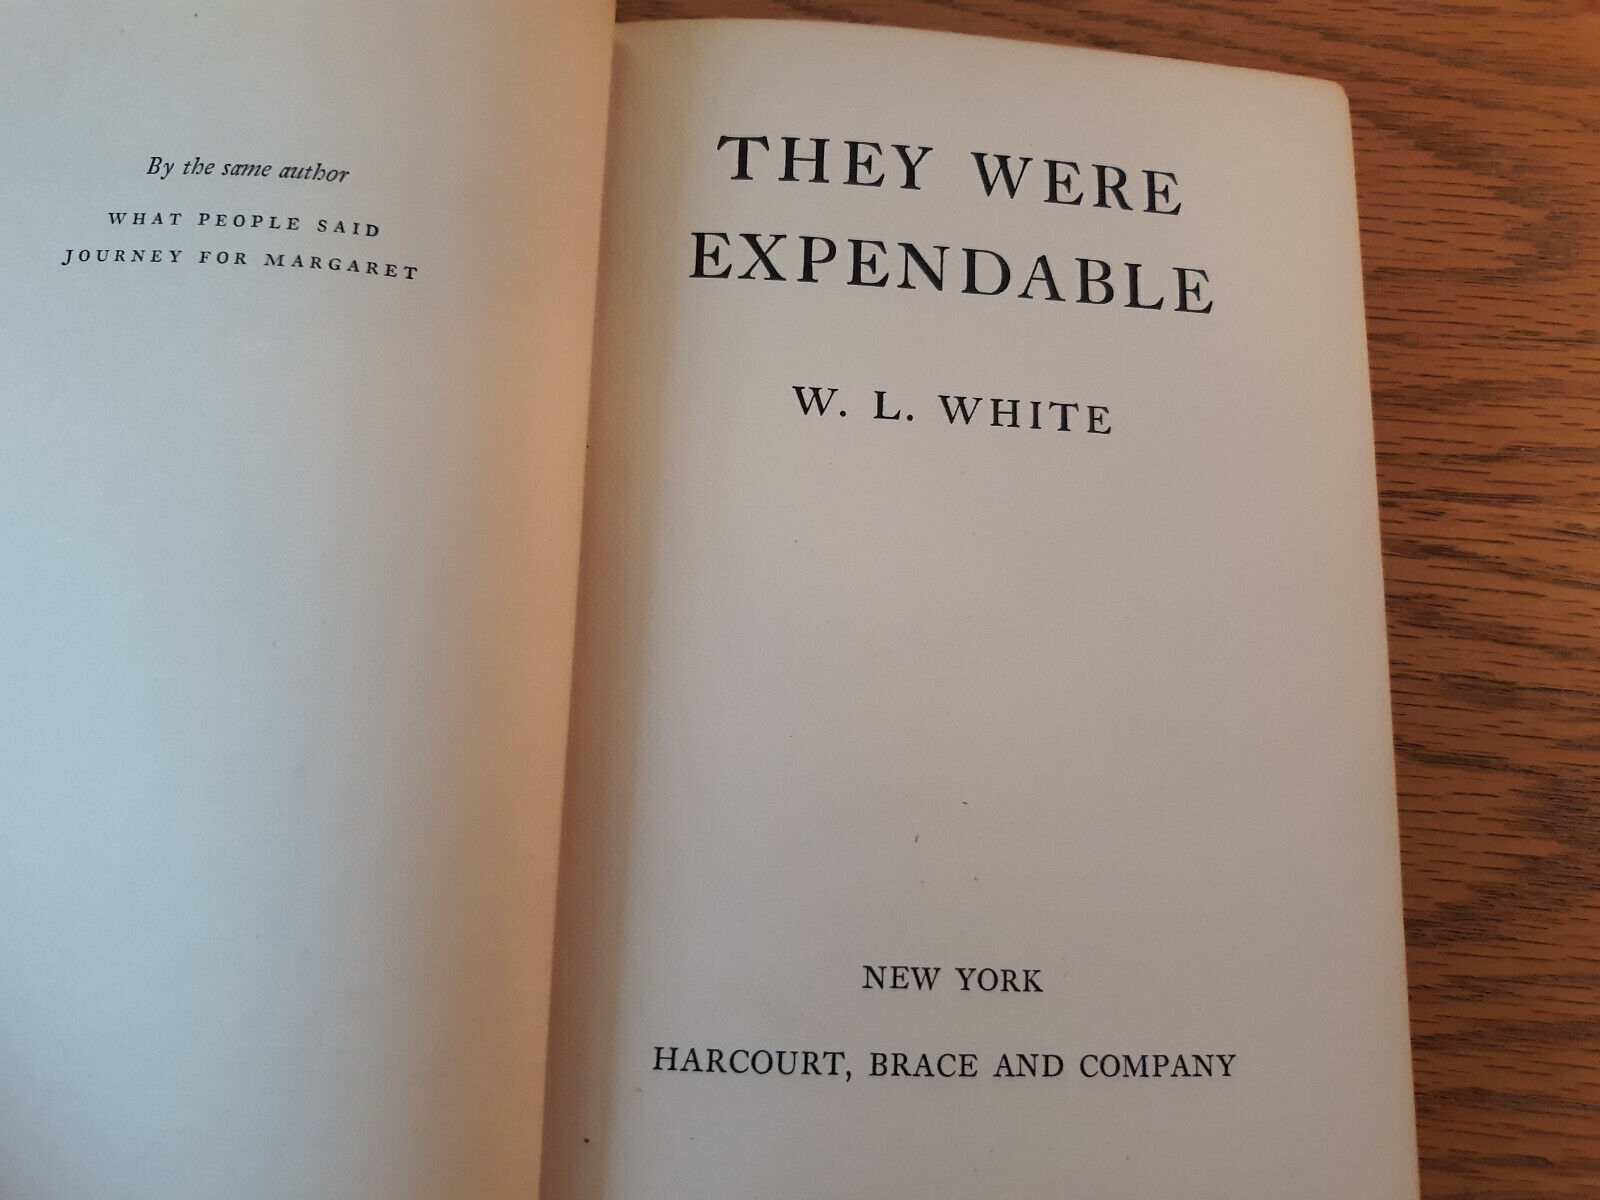 By the same author
WHAT PEOPLE SAID
JOURNEY FOR MARGARET
THEY WERE
EXPENDABLE
W. L. WHITE
NEW YORK
HARCOURT, BRACE AND COMPANY